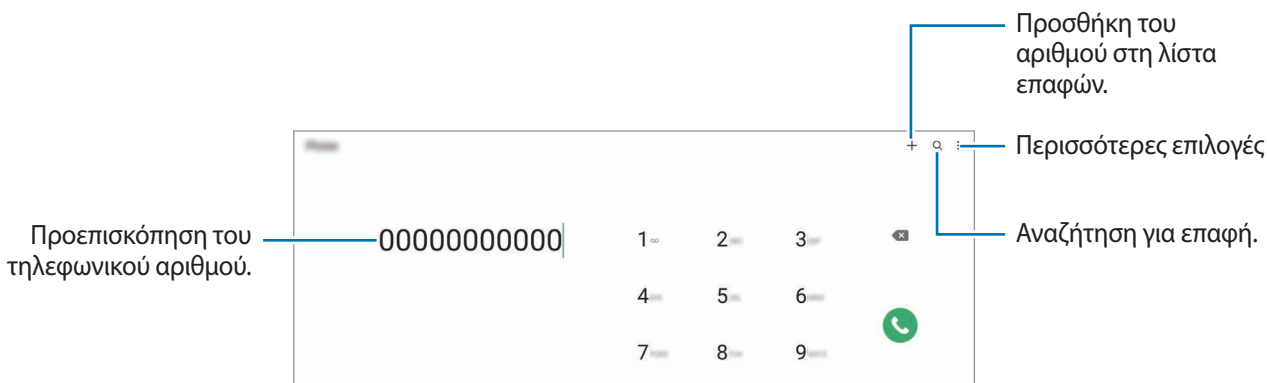 Προσθήκη του
αριθμού στη λίστα
επαφών.
Περισσότερες επιλογές
Αναζήτηση για επαφή.
Προεπισκόπηση του
τηλεφωνικού αριθμού.
00000000000
1 2 3
4 5 6
7 8 9